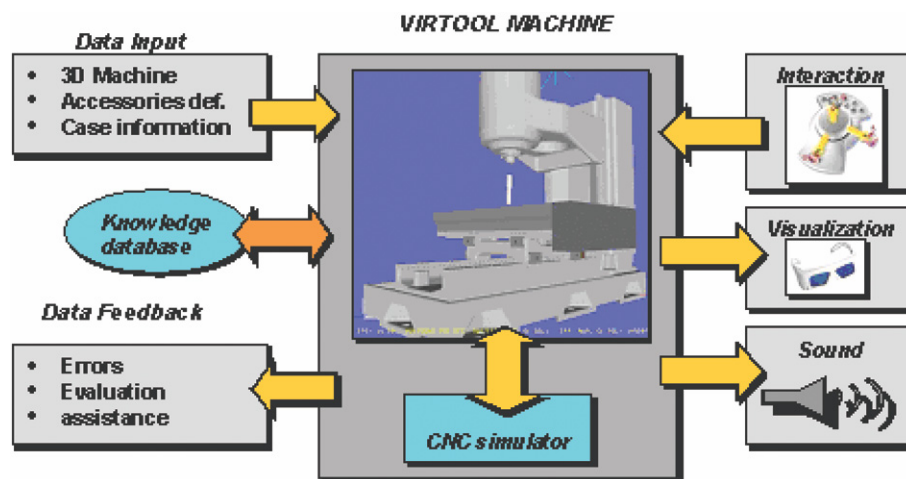 VIRTOOL MACHINE
Data Input
• 3D Machine
• Accessories def.
• Case information
Knowledge
database
Data Feedback
• Errors
• Evaluation
• assistance
CNC simulator
Interaction
Visualization
Sound